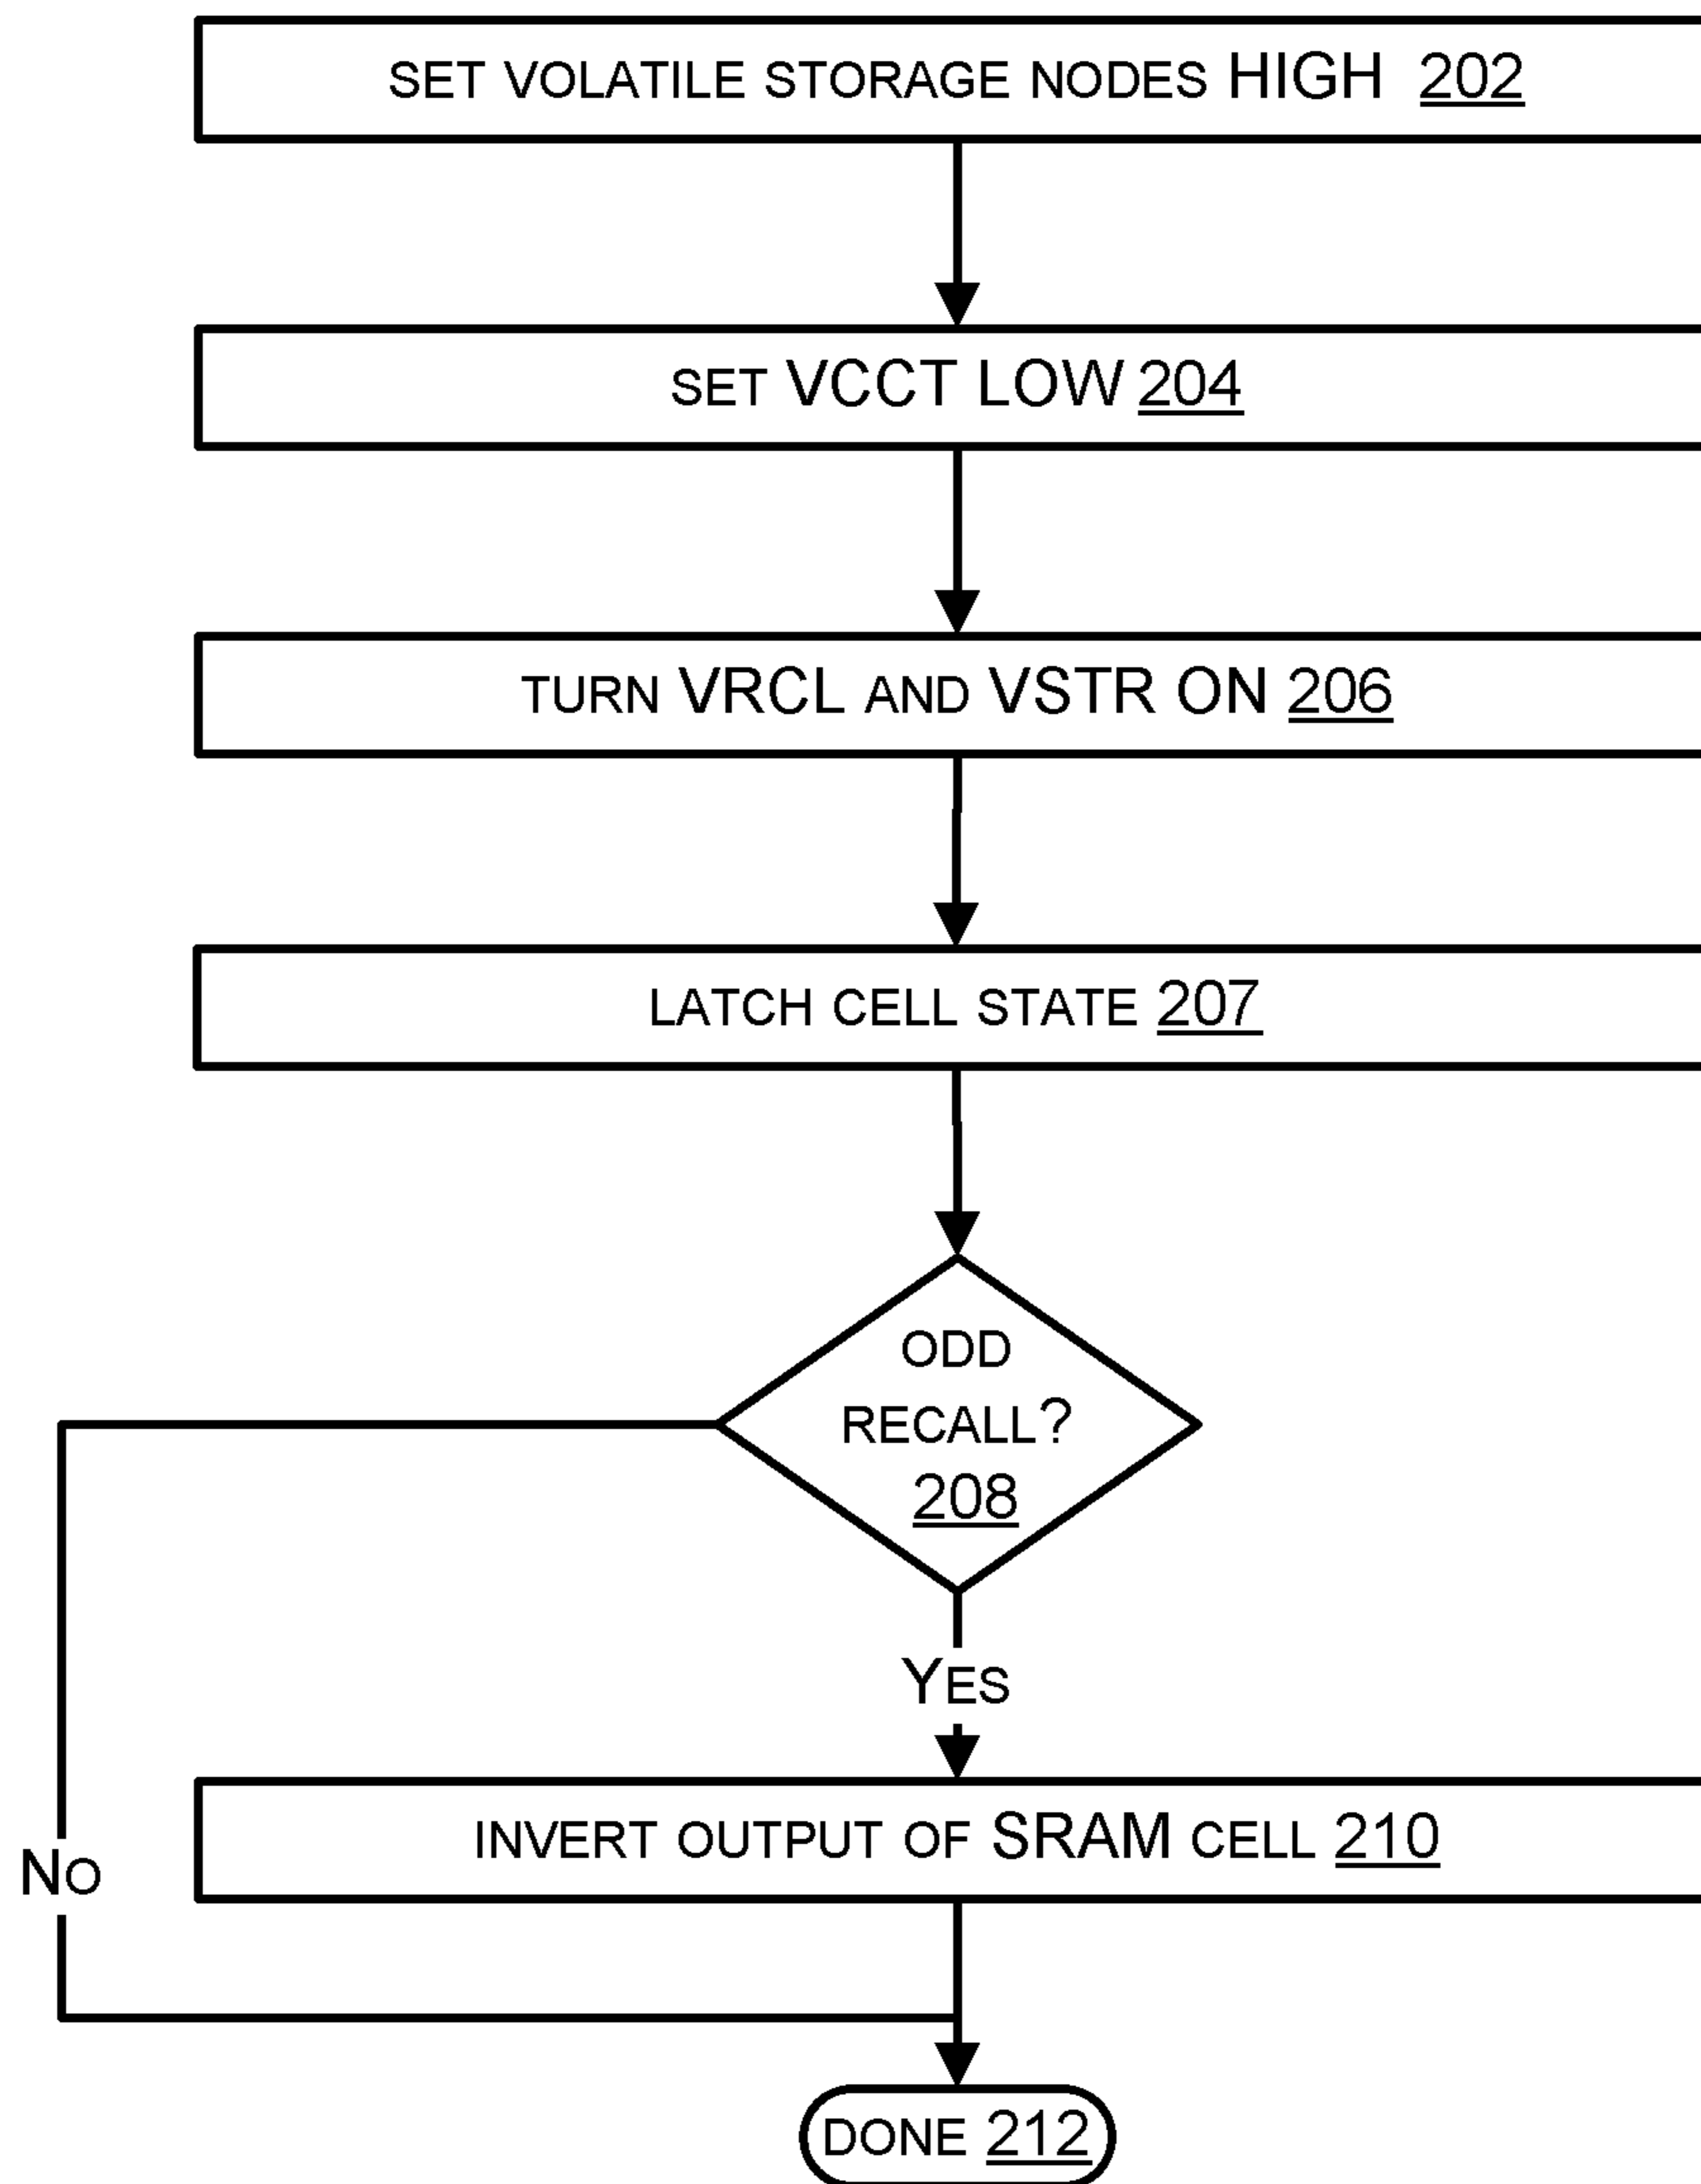 SET VOLATILE STORAGE NODES HIGH 202
SET VCCT LOW 204
TURN VRCL AND VSTR ON 206
LATCH CELL STATE 207
ODD
RECALL?
208
YES
INVERT OUTPUT OF SRAM CELL 210
NO
DONE 212